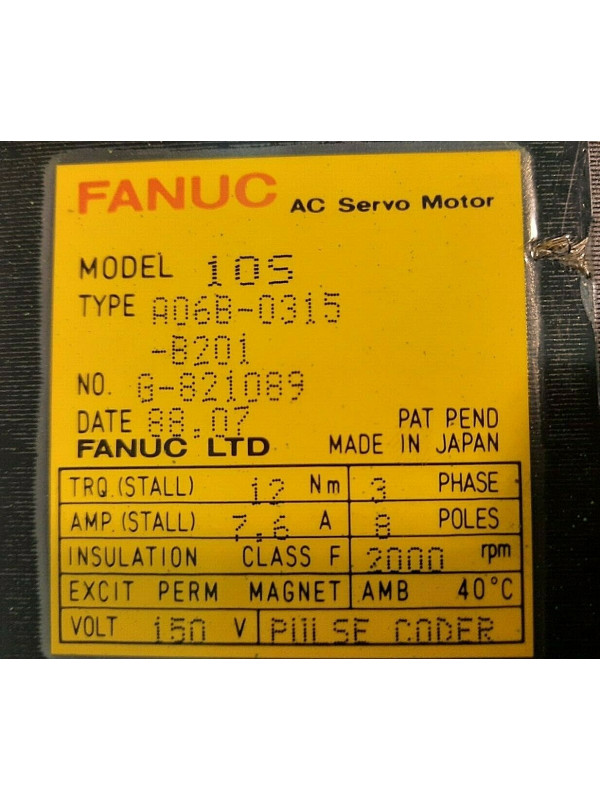 FANUC AC Servo Motor
MODEL 10S
TYPE A06B-0315
-B201
NO. G-821089
DATE 88.07 PAT PEND
FANUC LTD MADE IN JAPAN
TRQ.(STALL) 12 Nm 3 PHASE
AMP.(STALL) 7.6 A 8 POLES
INSULATION CLASS F 2000 rpm
EXCIT PERM MAGNET AMB 40°C
VOLT 150 V PULSE CODER